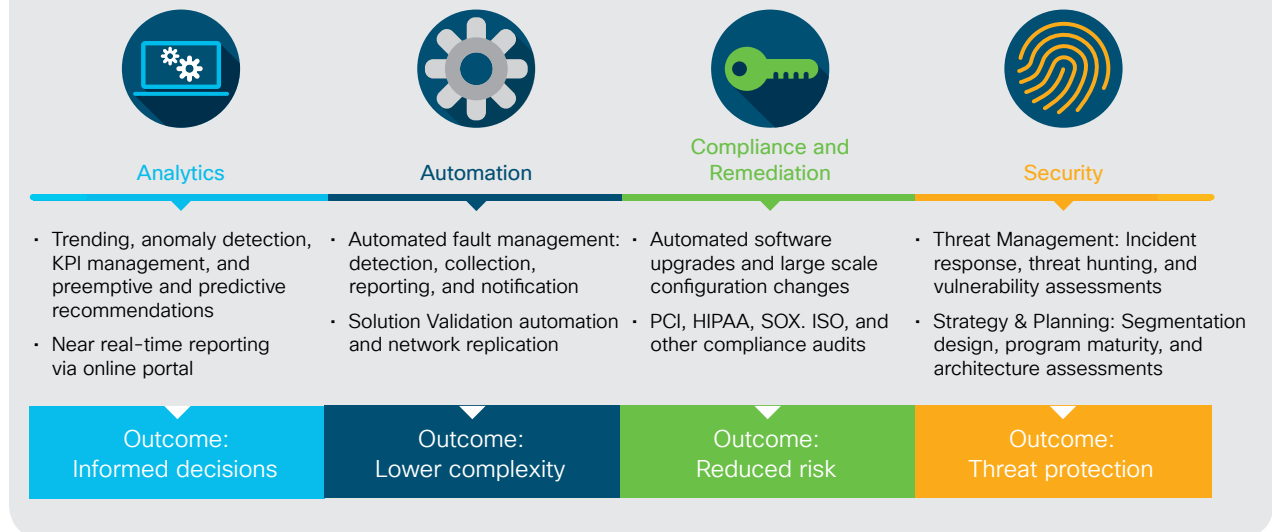 Analytics
Automation
Compliance and
Remediation
Security
· Trending, anomaly detection,
KPI management, and
preemptive and predictive
recommendations
· Near real-time reporting
via online portal
· Automated fault management:
detection, collection,
reporting, and notification
· Solution Validation automation
and network replication
· Automated software
upgrades and large scale
configuration changes
· PCI, HIPAA, SOX. ISO, and
other compliance audits
· Threat Management: Incident
response, threat hunting, and
vulnerability assessments
· Strategy & Planning: Segmentation
design, program maturity, and
architecture assessments
Outcome:
Informed decisions
Outcome:
Lower complexity
Outcome:
Reduced risk
Outcome:
Threat protection